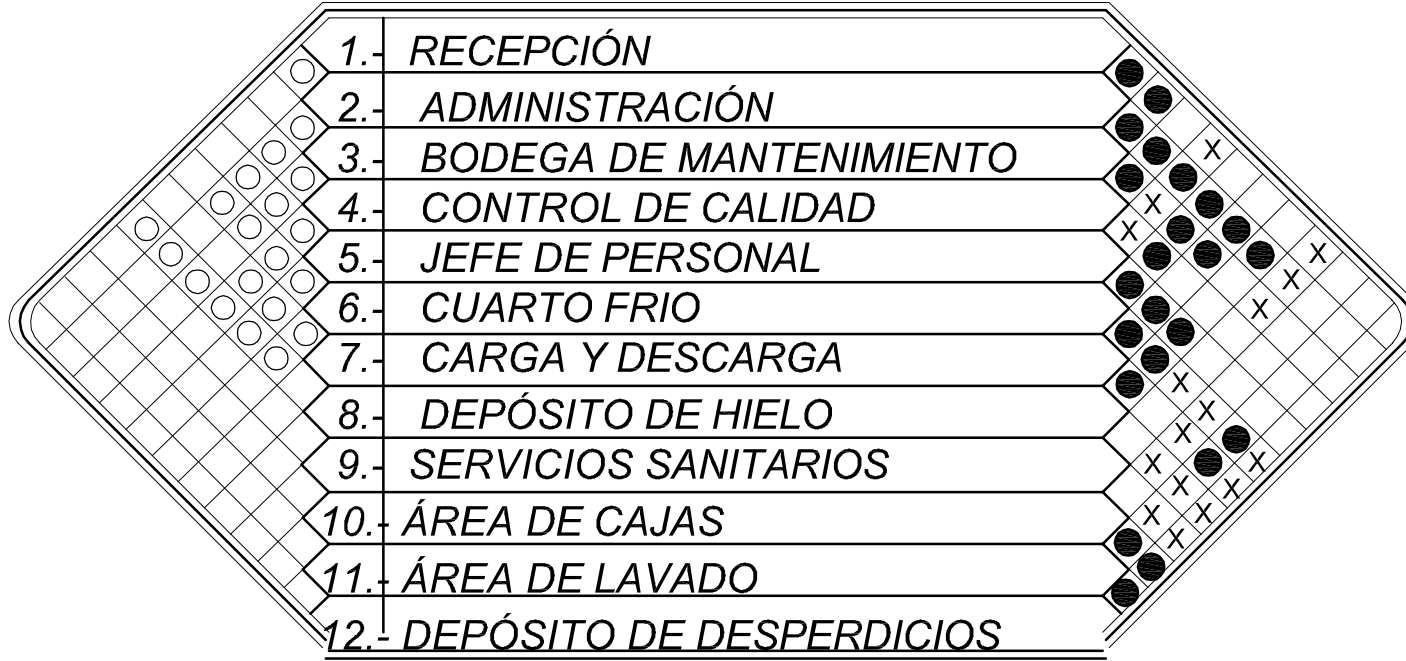 1.- RECEPCIÓN
2.- ADMINISTRACIÓN
3.- BODEGA DE MANTENIMIENTO
4.- CONTROL DE CALIDAD
5.- JEFE DE PERSONAL
6.- CUARTO FRIO
7.- CARGA Y DESCARGA
8.- DEPÓSITO DE HIELO
9.- SERVICIOS SANITARIOS
10.- ÁREA DE CAJAS
11.- ÁREA DE LAVADO
12.- DEPÓSITO DE DESPERDICIOS